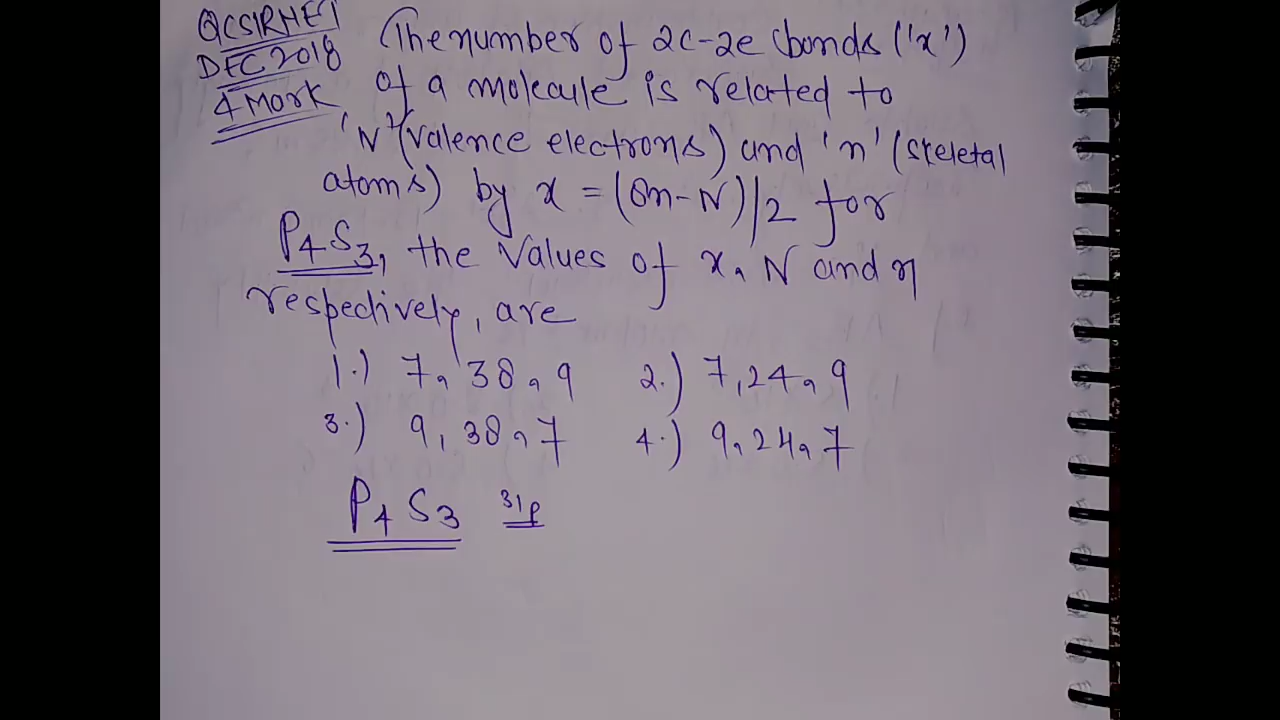 QCSIRNET
DEC 2018
4 Mark
The number of 2c-2e bonds ('x')
of a molecule is related to
'N' (valence electrons) and 'n' (skeletal
atoms) by x = (8n-N)/2 for
P4S3, the values of x, N and n
respectively, are
1.) 7, 38, 9 2.) 7, 24, 9
3.) 9, 38, 7 4.) 9, 24, 7
P4S3 31P